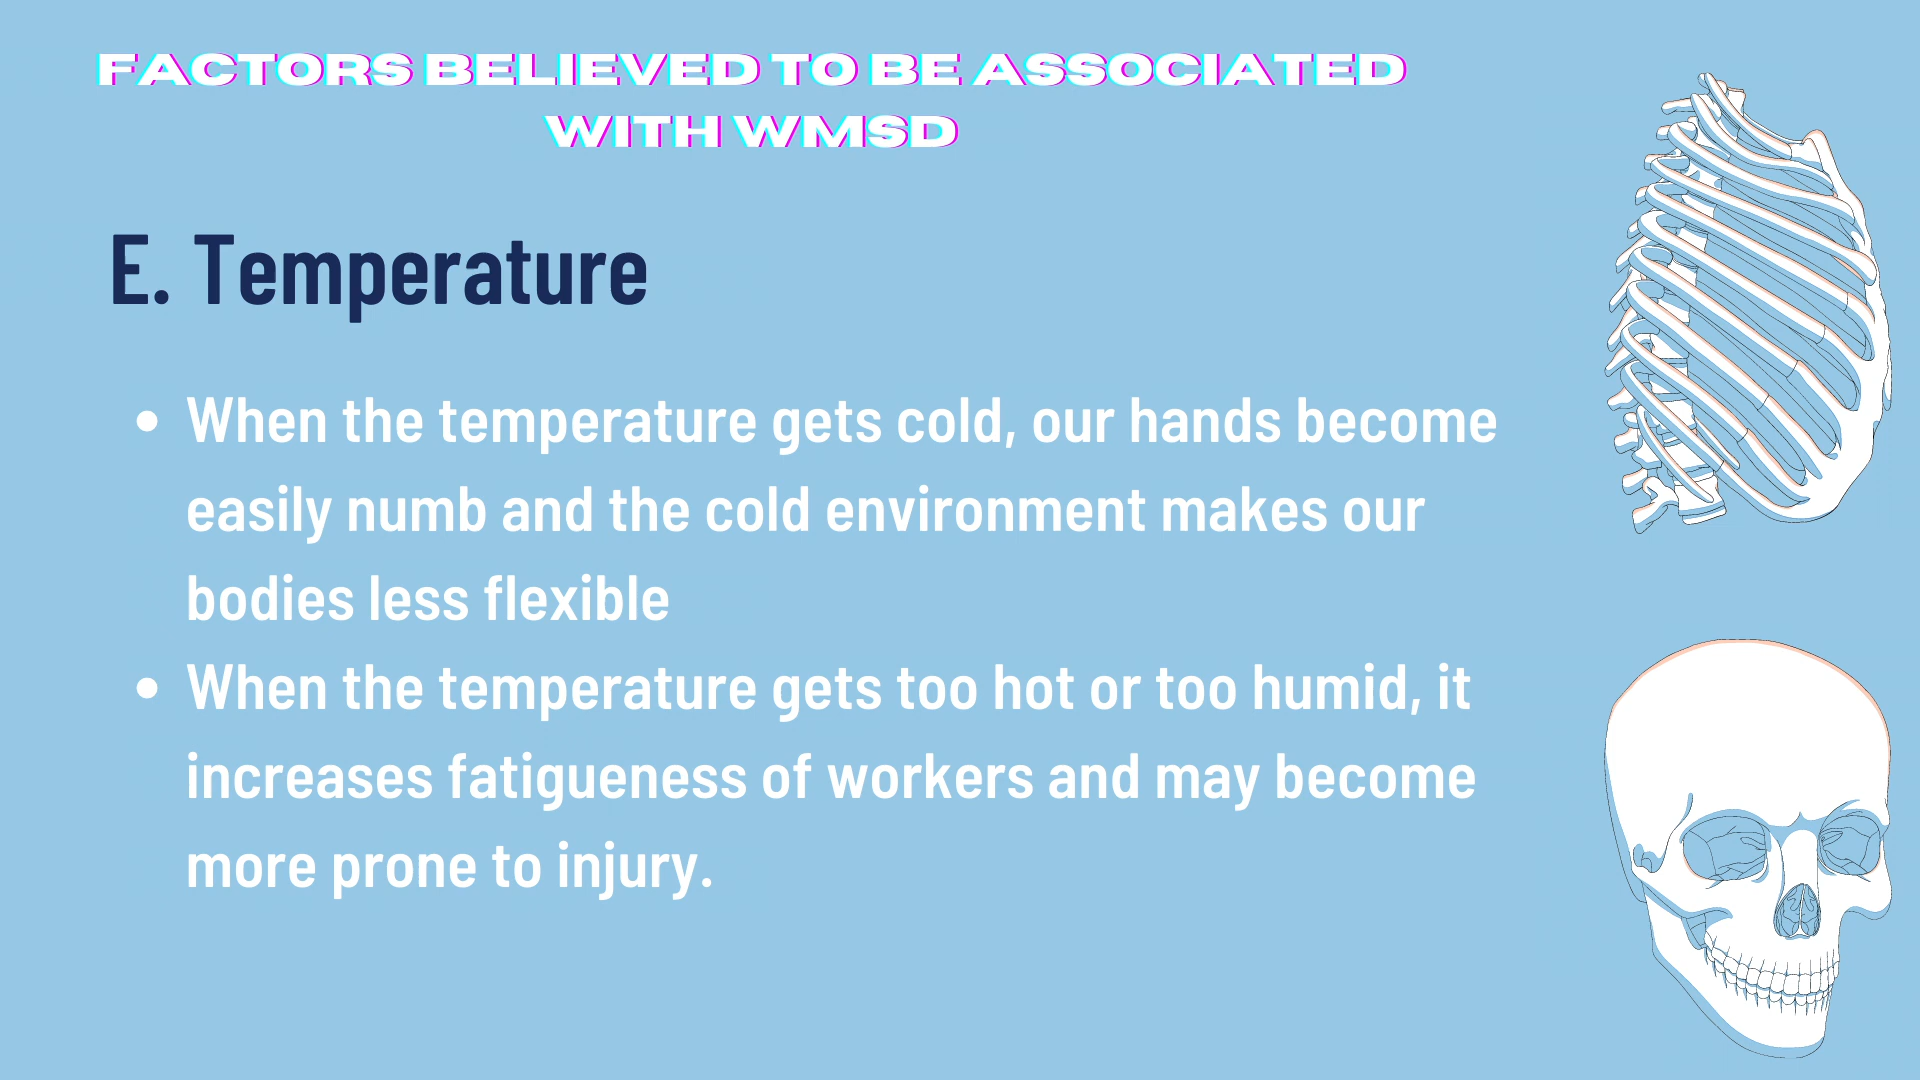 FACTORS BELIEVED TO BE ASSOCIATED
WITH WMSD
E. Temperature
• When the temperature gets cold, our hands become
easily numb and the cold environment makes our
bodies less flexible
• When the temperature gets too hot or too humid, it
increases fatigueness of workers and may become
more prone to injury.